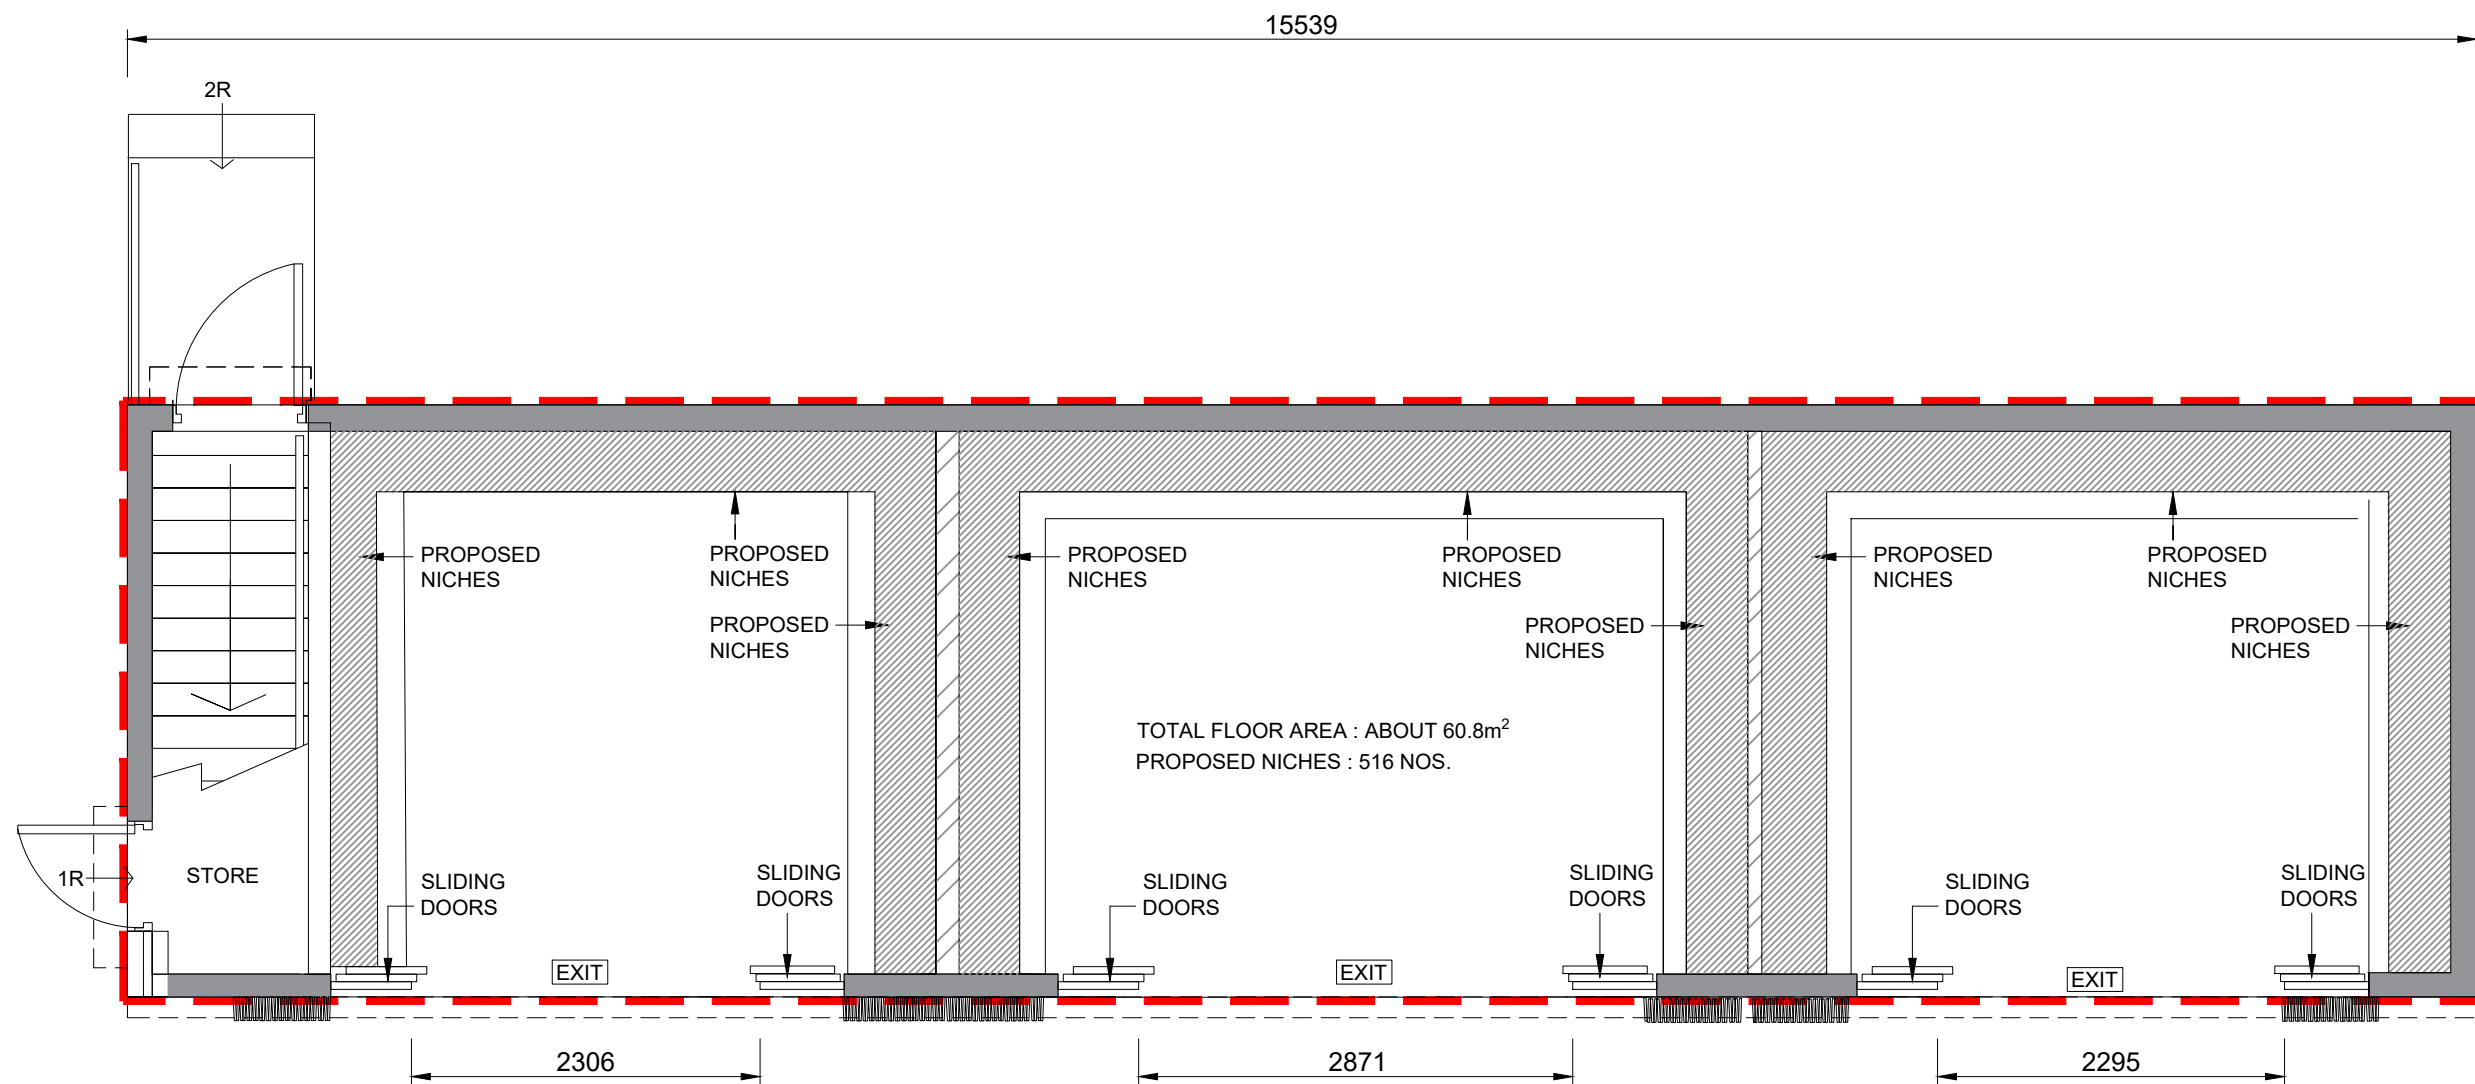 15539
2R
PROPOSED
NICHES
PROPOSED
NICHES
PROPOSED
NICHES
PROPOSED
NICHES
PROPOSED
NICHES
PROPOSED
NICHES
PROPOSED
NICHES
PROPOSED
NICHES
PROPOSED
NICHES
TOTAL FLOOR AREA : ABOUT 60.8m²
PROPOSED NICHES : 516 NOS.
1R
STORE
SLIDING
DOORS
SLIDING
DOORS
SLIDING
DOORS
SLIDING
DOORS
SLIDING
DOORS
SLIDING
DOORS
EXIT
EXIT
EXIT
2306
2871
2295